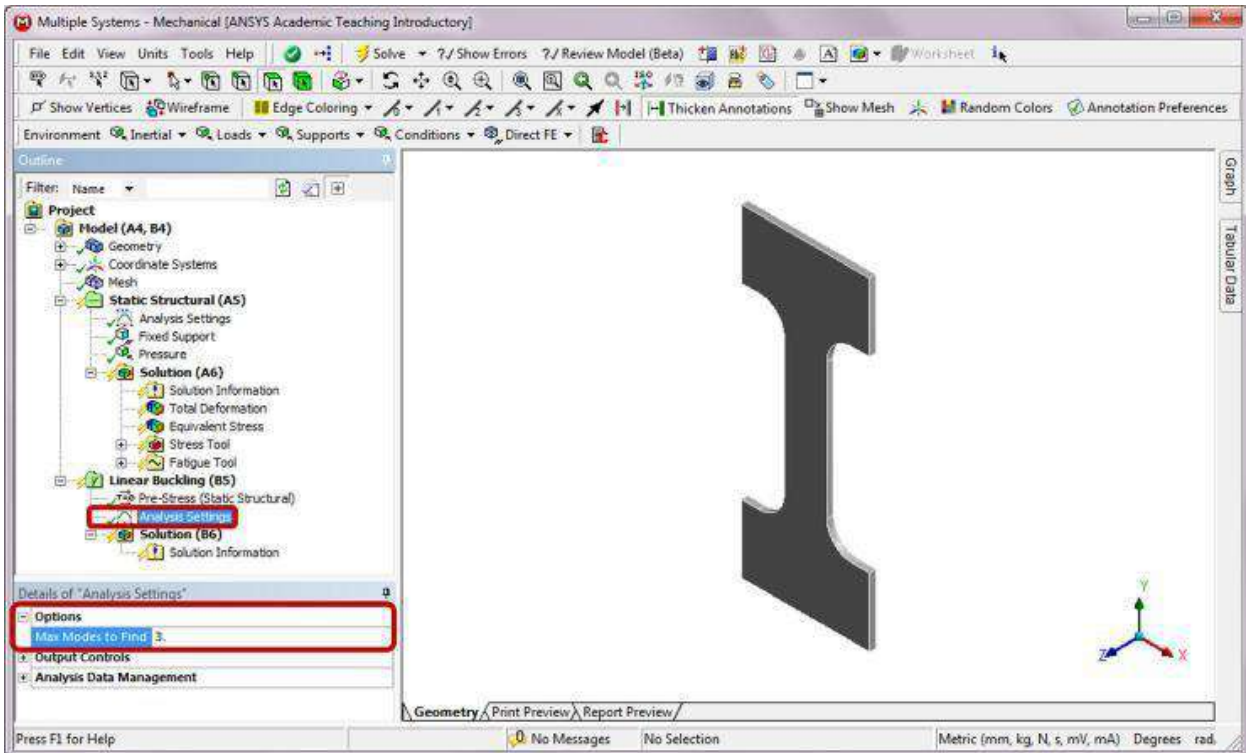 Multiple Systems - Mechanical [ANSYS Academic Teaching Introductory]
File Edit View Units Tools Help Solve ?/ Show Errors ?/ Review Model (Beta) A Worksheet
Show Vertices Wireframe Edge Coloring Thicken Annotations Show Mesh Random Colors Annotation Preferences
Environment Inertial Loads Supports Conditions Direct FE
Outline
Filter: Name
Project
Model (A4, B4)
Geometry
Coordinate Systems
Mesh
Static Structural (A5)
Analysis Settings
Fixed Support
Pressure
Solution (A6)
Solution Information
Total Deformation
Equivalent Stress
Stress Tool
Fatigue Tool
Linear Buckling (B5)
Pre-Stress (Static Structural)
Analysis Settings
Solution (B6)
Solution Information
Details of "Analysis Settings"
Options
Max Modes to Find 3.
Output Controls
Analysis Data Management
Graph
Tabular Data
Y
Z
X
Geometry Print Preview Report Preview
Press F1 for Help 0 No Messages No Selection Metric (mm, kg, N, s, mV, mA) Degrees rad